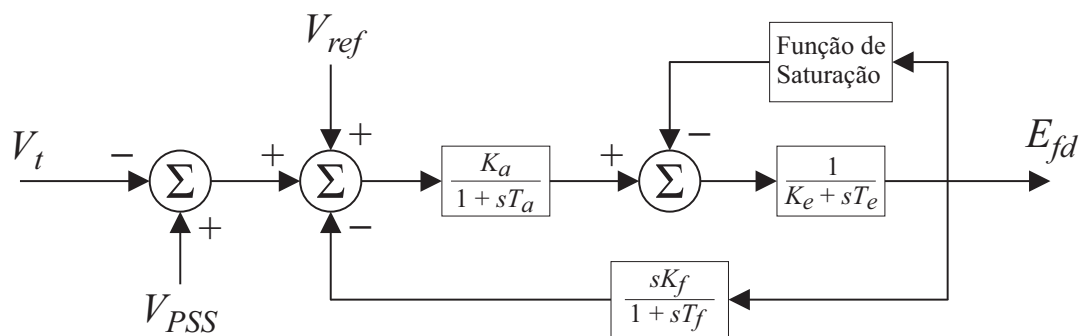 V_ref
Função de
Saturação
−
+
−
V_t
−
Σ
+
+
Σ
K_a
1 + sT_a
+
Σ
1
K_e + sT_e
E_fd
+
−
V_PSS
sK_f
1 + sT_f